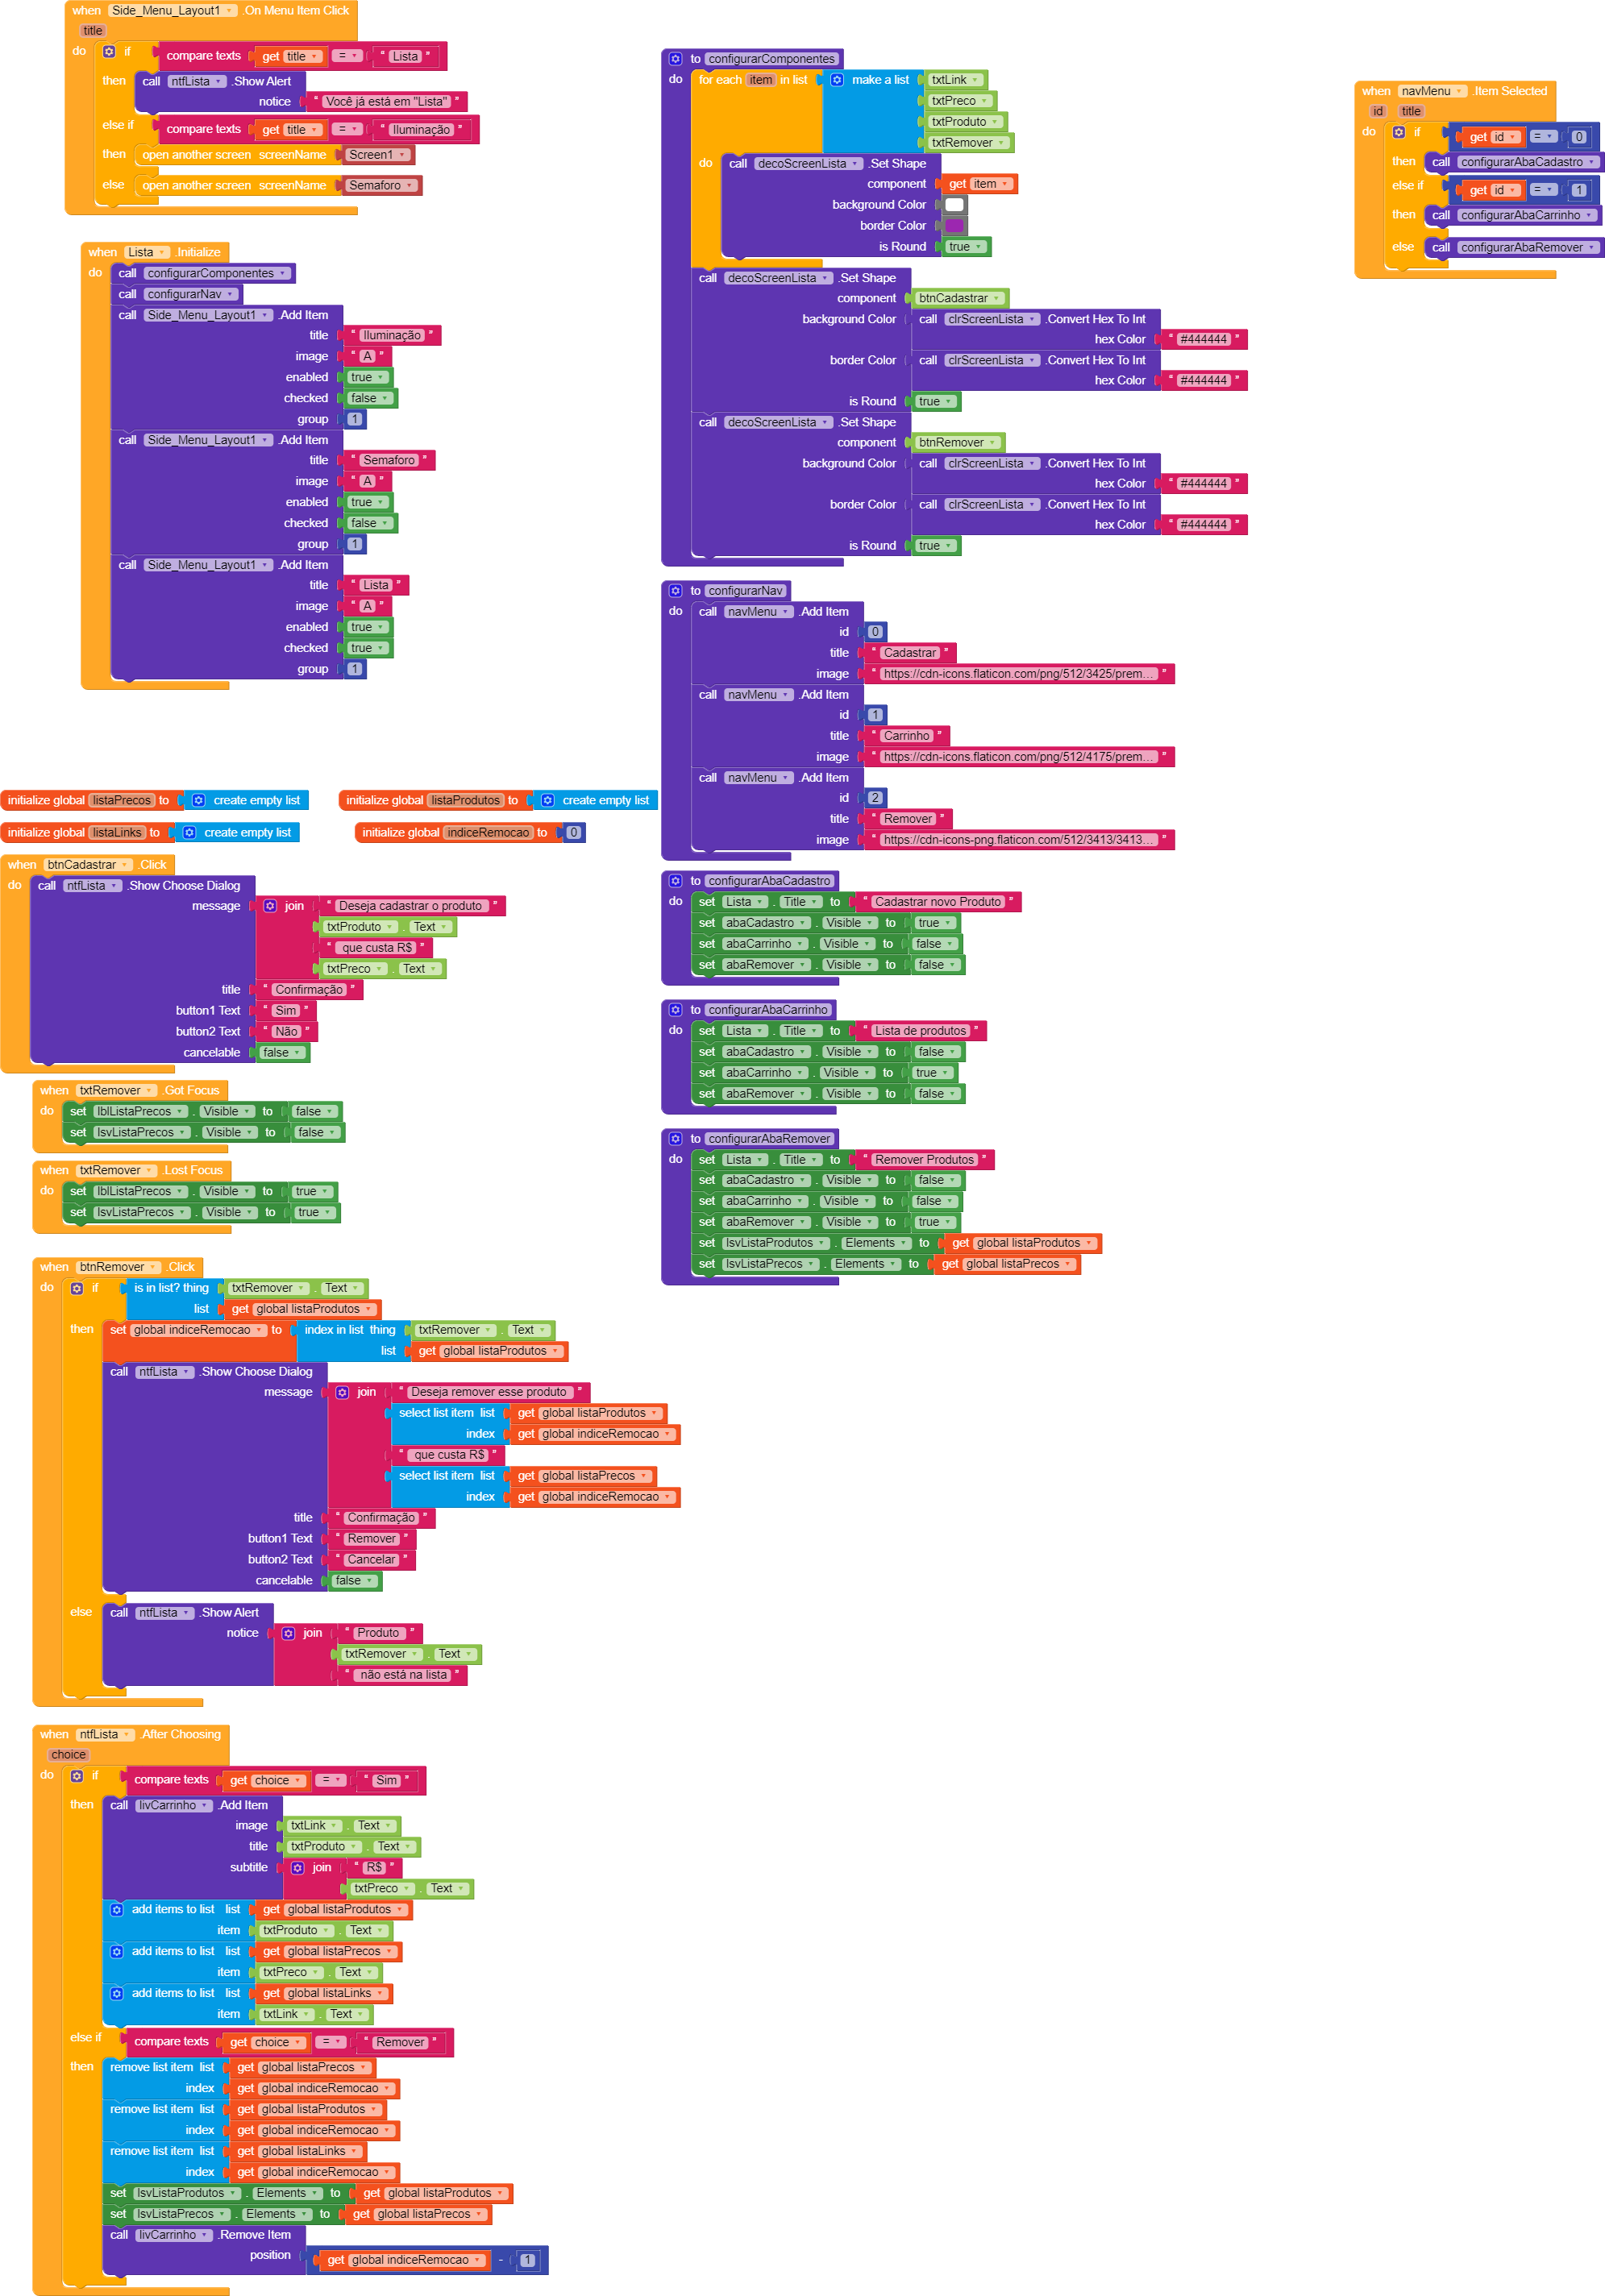 when Side_Menu_Layout1 .On Menu Item Click
title
do if compare texts get title = " Lista "
then call ntfLista .Show Alert
notice " Você já está em "Lista" "
else if compare texts get title = " Iluminação "
then open another screen screenName Screen1
else open another screen screenName Semaforo
when Lista .Initialize
do call configurarComponentes
call configurarNav
call Side_Menu_Layout1 .Add Item
title " Iluminação "
image " A "
enabled true
checked false
group 1
call Side_Menu_Layout1 .Add Item
title " Semaforo "
image " A "
enabled true
checked false
group 1
call Side_Menu_Layout1 .Add Item
title " Lista "
image " A "
enabled true
checked true
group 1
initialize global listaPrecos to create empty list
initialize global listaProdutos to create empty list
initialize global listaLinks to create empty list
initialize global indiceRemocao to 0
when btnCadastrar .Click
do call ntfLista .Show Choose Dialog
message join " Deseja cadastrar o produto "
txtProduto . Text
" que custa R$ "
txtPreco . Text
title " Confirmação "
button1 Text " Sim "
button2 Text " Não "
cancelable false
when txtRemover .Got Focus
do set lblListaPrecos . Visible to false
set lsvListaPrecos . Visible to false
when txtRemover .Lost Focus
do set lblListaPrecos . Visible to true
set lsvListaPrecos . Visible to true
when btnRemover .Click
do if is in list? thing txtRemover . Text
list get global listaProdutos
then set global indiceRemocao to index in list thing txtRemover . Text
list get global listaProdutos
call ntfLista .Show Choose Dialog
message join " Deseja remover esse produto "
select list item list get global listaProdutos
index get global indiceRemocao
" que custa R$ "
select list item list get global listaPrecos
index get global indiceRemocao
title " Confirmação "
button1 Text " Remover "
button2 Text " Cancelar "
cancelable false
else call ntfLista .Show Alert
notice join " Produto "
txtRemover . Text
" não está na lista "
when ntfLista .After Choosing
choice
do if compare texts get choice = " Sim "
then call livCarrinho .Add Item
image txtLink . Text
title txtProduto . Text
subtitle join " R$ "
txtPreco . Text
add items to list list get global listaProdutos
item txtProduto . Text
add items to list list get global listaPrecos
item txtPreco . Text
add items to list list get global listaLinks
item txtLink . Text
else if compare texts get choice = " Remover "
then remove list item list get global listaPrecos
index get global indiceRemocao
remove list item list get global listaProdutos
index get global indiceRemocao
remove list item list get global listaLinks
index get global indiceRemocao
set lsvListaProdutos . Elements to get global listaProdutos
set lsvListaPrecos . Elements to get global listaPrecos
call livCarrinho .Remove Item
position get global indiceRemocao - 1
to configurarComponentes
do for each item in list make a list txtLink
txtPreco
txtProduto
txtRemover
do call decoScreenLista .Set Shape
component get item
background Color
border Color
is Round true
call decoScreenLista .Set Shape
component btnCadastrar
background Color call clrScreenLista .Convert Hex To Int
hex Color " #444444 "
border Color call clrScreenLista .Convert Hex To Int
hex Color " #444444 "
is Round true
call decoScreenLista .Set Shape
component btnRemover
background Color call clrScreenLista .Convert Hex To Int
hex Color " #444444 "
border Color call clrScreenLista .Convert Hex To Int
hex Color " #444444 "
is Round true
to configurarNav
do call navMenu .Add Item
id 0
title " Cadastrar "
image " https://cdn-icons.flaticon.com/png/512/3425/prem... "
call navMenu .Add Item
id 1
title " Carrinho "
image " https://cdn-icons.flaticon.com/png/512/4175/prem... "
call navMenu .Add Item
id 2
title " Remover "
image " https://cdn-icons-png.flaticon.com/512/3413/3413... "
to configurarAbaCadastro
do set Lista . Title to " Cadastrar novo Produto "
set abaCadastro . Visible to true
set abaCarrinho . Visible to false
set abaRemover . Visible to false
to configurarAbaCarrinho
do set Lista . Title to " Lista de produtos "
set abaCadastro . Visible to false
set abaCarrinho . Visible to true
set abaRemover . Visible to false
to configurarAbaRemover
do set Lista . Title to " Remover Produtos "
set abaCadastro . Visible to false
set abaCarrinho . Visible to false
set abaRemover . Visible to true
set lsvListaProdutos . Elements to get global listaProdutos
set lsvListaPrecos . Elements to get global listaPrecos
when navMenu .Item Selected
id title
do if get id = 0
then call configurarAbaCadastro
else if get id = 1
then call configurarAbaCarrinho
else call configurarAbaRemover